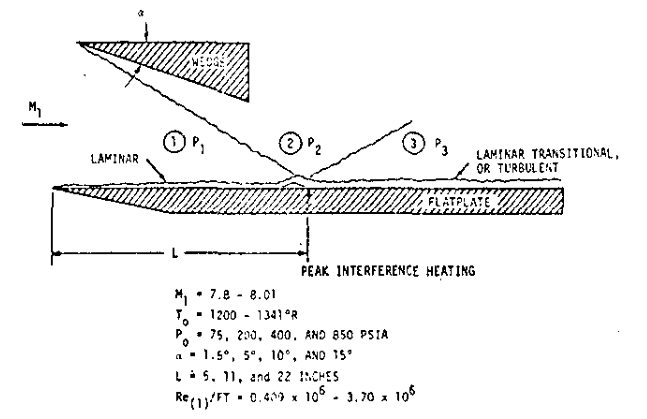 α
WEDGE
M1
① P1
② P2
③ P3
LAMINAR
LAMINAR TRANSITIONAL,
OR TURBULENT
FLATPLATE
L
PEAK INTERFERENCE HEATING
M1 = 7.8 - 8.01
To = 1200 - 1341°R
Po = 75, 200, 400, AND 850 PSIA
α = 1.5°, 5°, 10°, AND 15°
L = 5, 11, and 22 INCHES
Re(1)/FT = 0.409 x 10^6 - 3.70 x 10^6